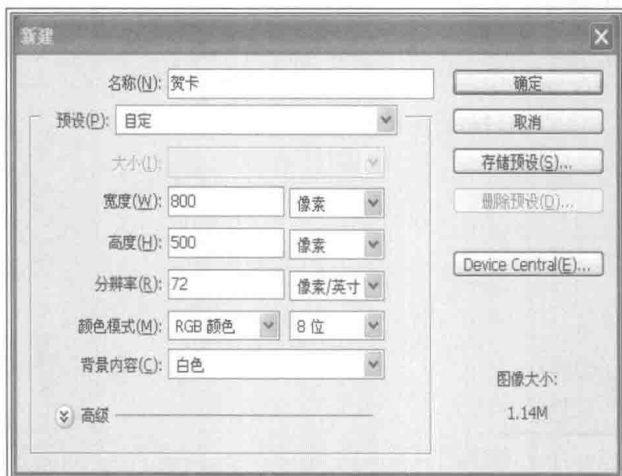 新建
名称(N): 贺卡
确定
预设(P): 自定
取消
大小(I):
存储预设(S)...
宽度(W): 800 像素
删除预设(D)...
高度(H): 500 像素
Device Central(E)...
分辨率(R): 72 像素/英寸
颜色模式(M): RGB 颜色 8 位
背景内容(C): 白色
图像大小:
高级
1.14M